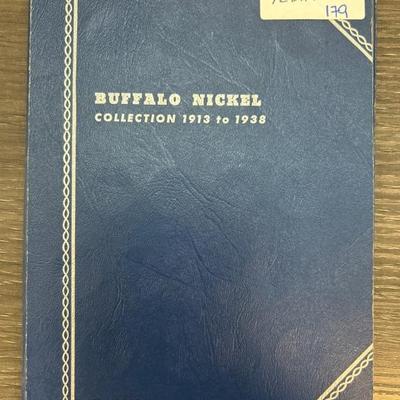 179
BUFFALO NICKEL
COLLECTION 1913 to 1938